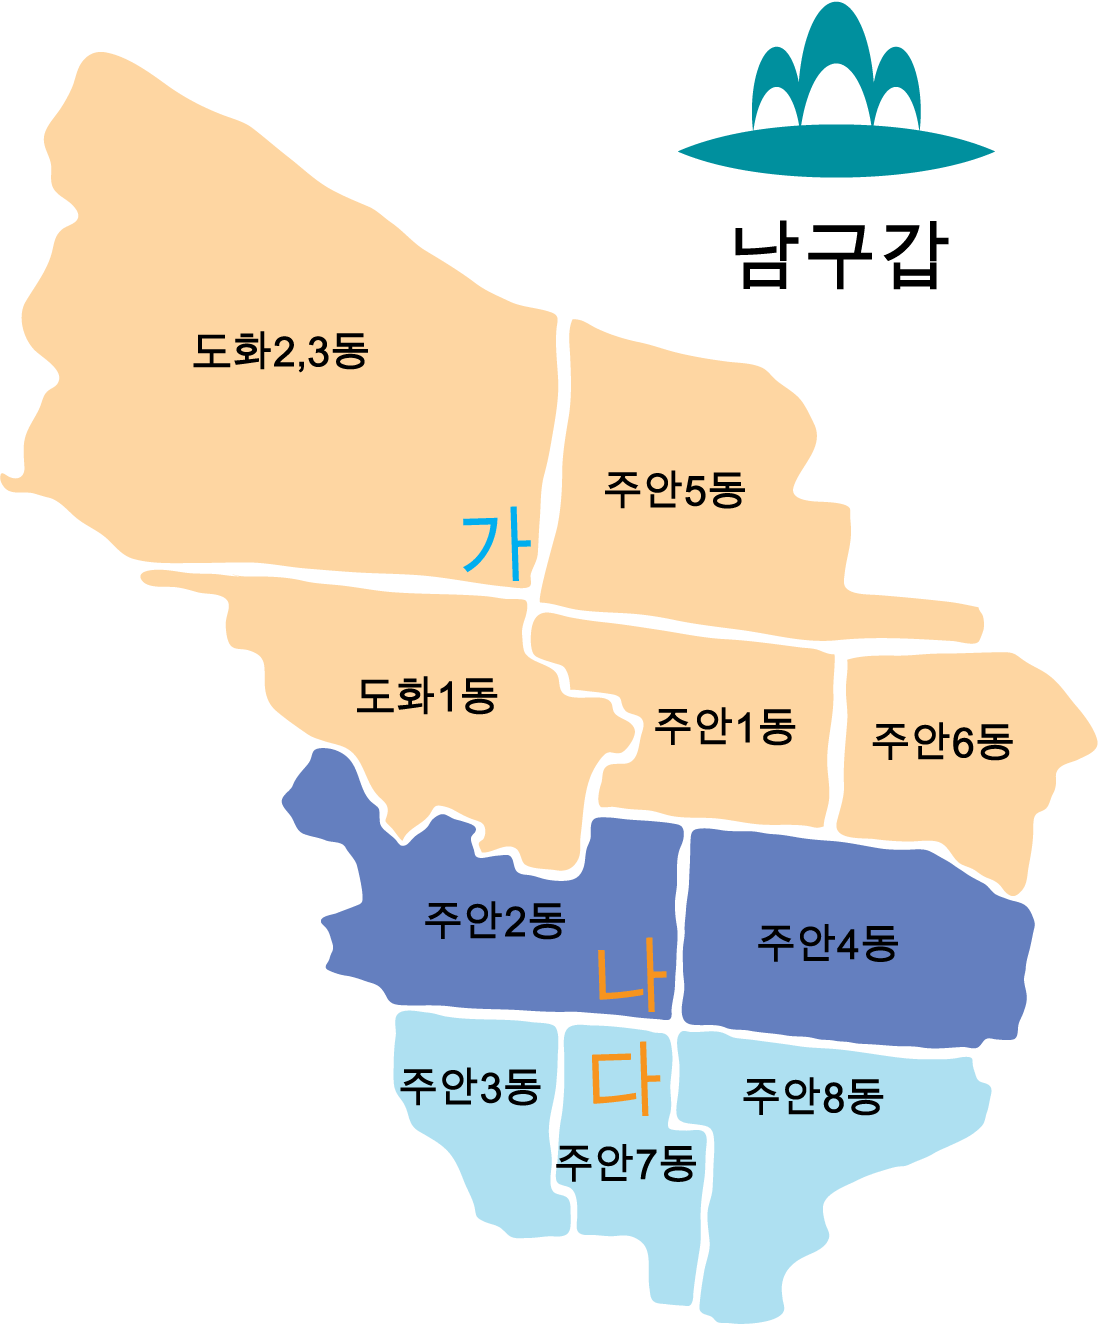 남구갑
도화2,3동
주안5동
가
도화1동
주안1동
주안6동
주안2동
주안4동
나
다
주안3동
주안8동
주안7동